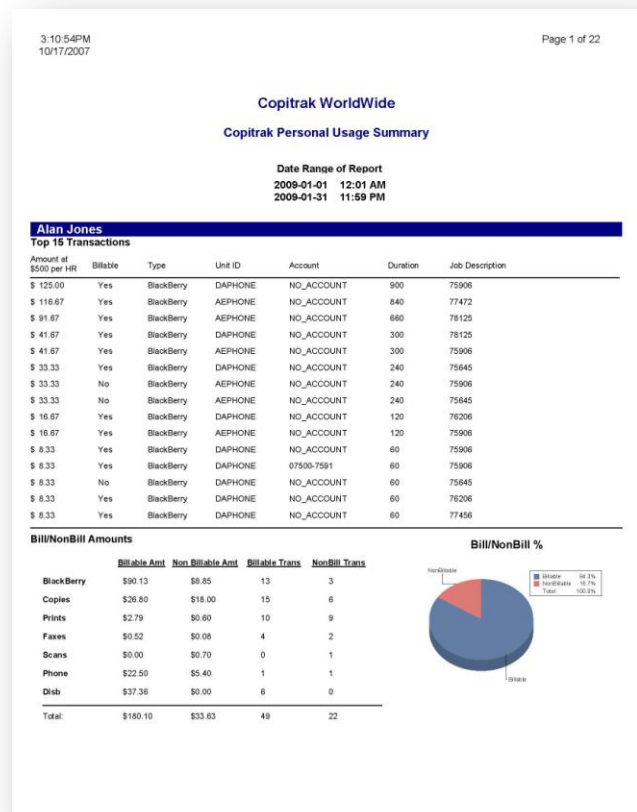 3:10:54PM
10/17/2007
Page 1 of 22
Copitrak WorldWide
Copitrak Personal Usage Summary
Date Range of Report
2009-01-01 12:01 AM
2009-01-31 11:59 PM
Alan Jones
Top 15 Transactions
Amount at
$500 per HR Billable Type Unit ID Account Duration Job Description
$ 125.00 Yes BlackBerry DAPHONE NO_ACCOUNT 900 75906
$ 116.67 Yes BlackBerry AEPHONE NO_ACCOUNT 840 77472
$ 91.67 Yes BlackBerry AEPHONE NO_ACCOUNT 660 78125
$ 41.67 Yes BlackBerry DAPHONE NO_ACCOUNT 300 78125
$ 41.67 Yes BlackBerry AEPHONE NO_ACCOUNT 300 75906
$ 33.33 Yes BlackBerry DAPHONE NO_ACCOUNT 240 75645
$ 33.33 No BlackBerry AEPHONE NO_ACCOUNT 240 75906
$ 33.33 No BlackBerry AEPHONE NO_ACCOUNT 240 75645
$ 16.67 Yes BlackBerry DAPHONE NO_ACCOUNT 120 76206
$ 16.67 Yes BlackBerry AEPHONE NO_ACCOUNT 120 75906
$ 8.33 Yes BlackBerry DAPHONE NO_ACCOUNT 60 75906
$ 8.33 Yes BlackBerry DAPHONE 07500-7591 60 75906
$ 8.33 No BlackBerry DAPHONE NO_ACCOUNT 60 75645
$ 8.33 Yes BlackBerry DAPHONE NO_ACCOUNT 60 76206
$ 8.33 Yes BlackBerry DAPHONE NO_ACCOUNT 60 77456
Bill/NonBill Amounts
Billable Amt Non Billable Amt Billable Trans NonBill Trans
BlackBerry $90.13 $8.85 13 3
Copies $26.80 $18.00 15 6
Prints $2.79 $0.60 10 9
Faxes $0.52 $0.08 4 2
Scans $0.00 $0.70 0 1
Phone $22.50 $5.40 1 1
Disb $37.36 $0.00 6 0
Total: $180.10 $33.63 49 22
Bill/NonBill %
NonBillable
Billable
NonBillable 15.7%
Total: 100.0%
Billable